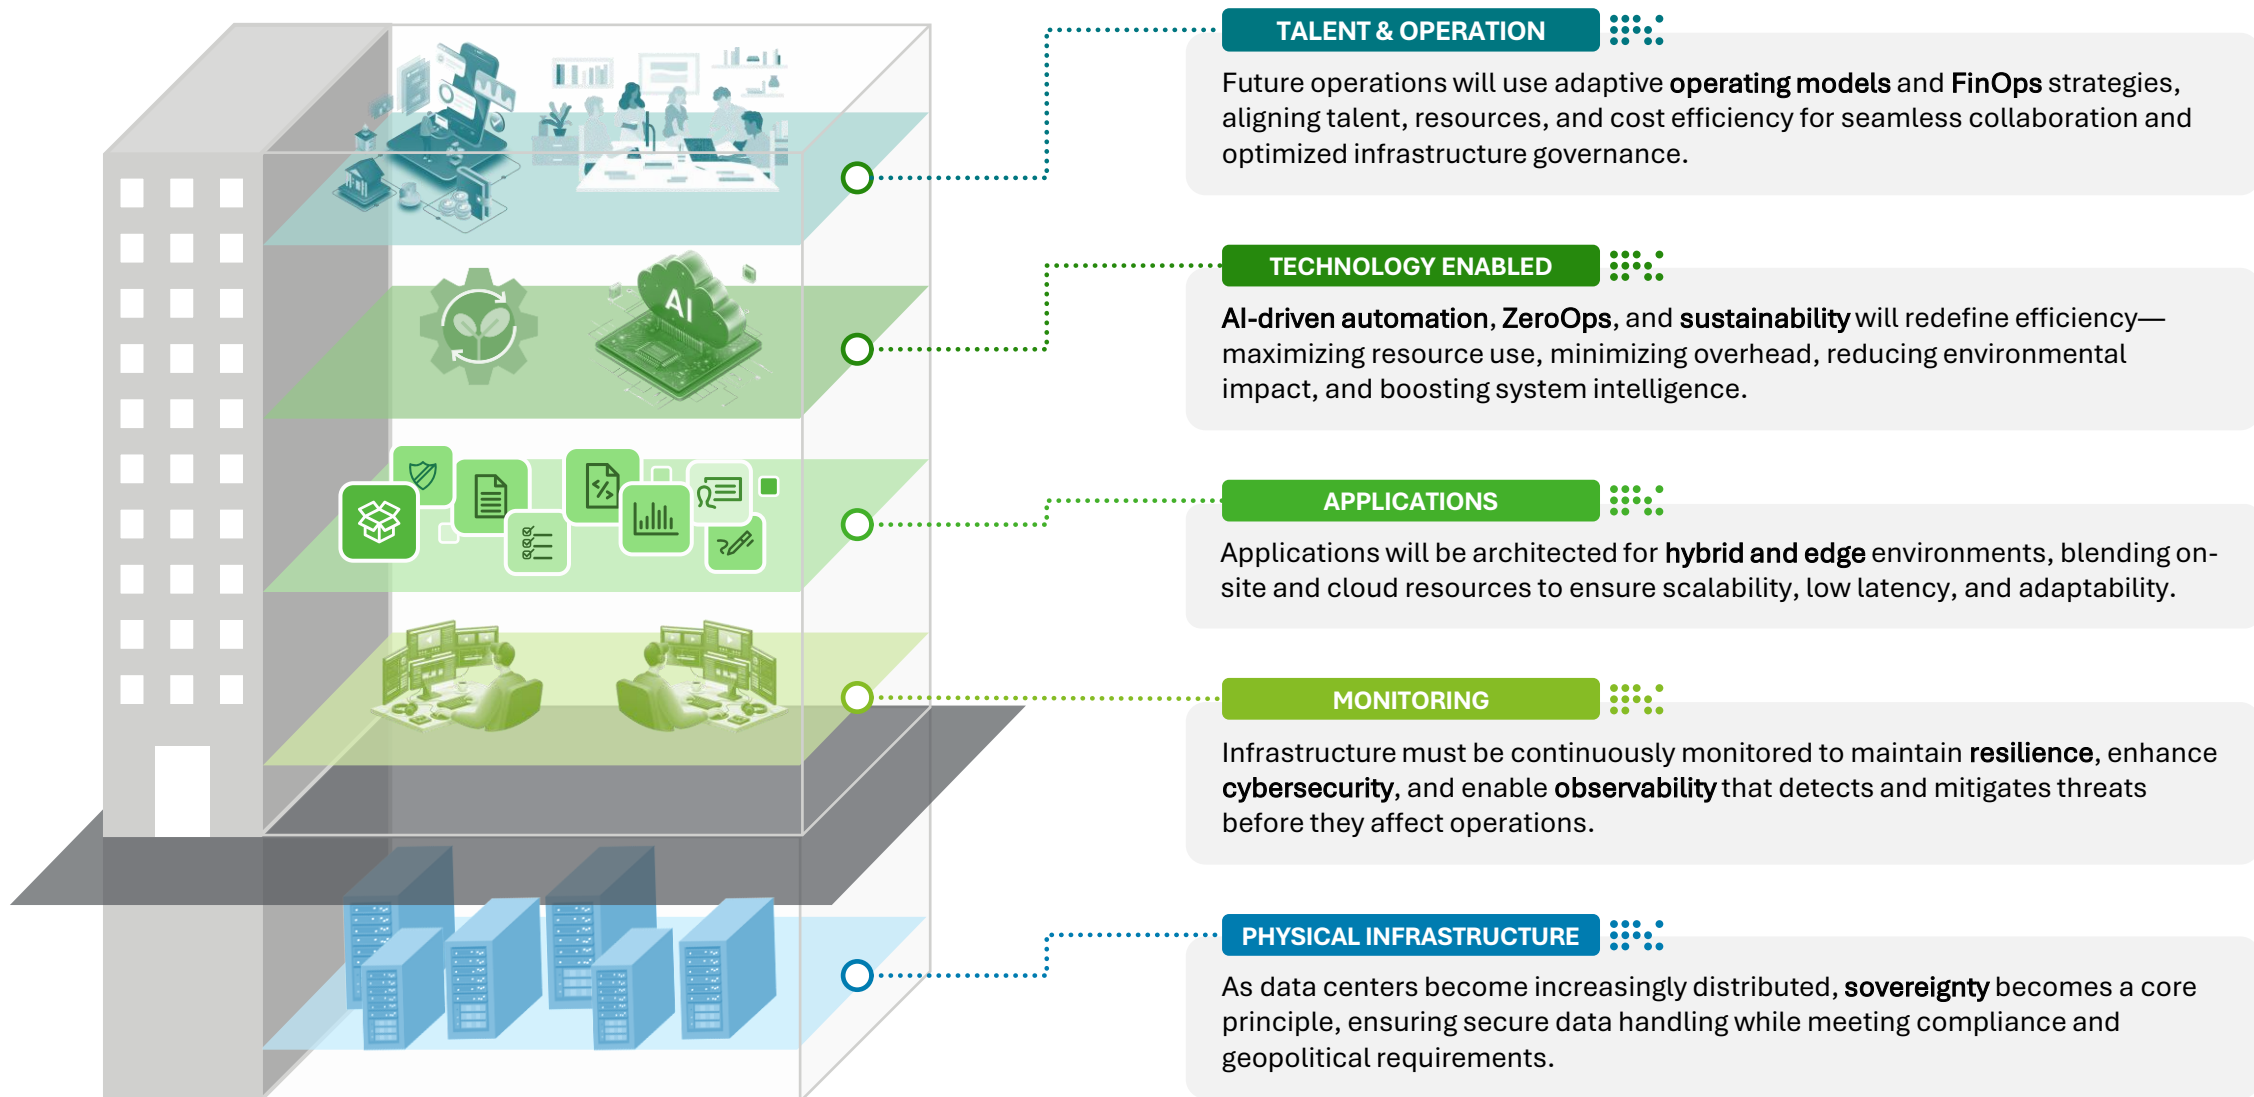 TALENT & OPERATION
Future operations will use adaptive operating models and FinOps strategies,
aligning talent, resources, and cost efficiency for seamless collaboration and
optimized infrastructure governance.
TECHNOLOGY ENABLED
AI-driven automation, ZeroOps, and sustainability will redefine efficiency—
maximizing resource use, minimizing overhead, reducing environmental
impact, and boosting system intelligence.
AI
APPLICATIONS
Applications will be architected for hybrid and edge environments, blending on-
site and cloud resources to ensure scalability, low latency, and adaptability.
MONITORING
Infrastructure must be continuously monitored to maintain resilience, enhance
cybersecurity, and enable observability that detects and mitigates threats
before they affect operations.
PHYSICAL INFRASTRUCTURE
As data centers become increasingly distributed, sovereignty becomes a core
principle, ensuring secure data handling while meeting compliance and
geopolitical requirements.